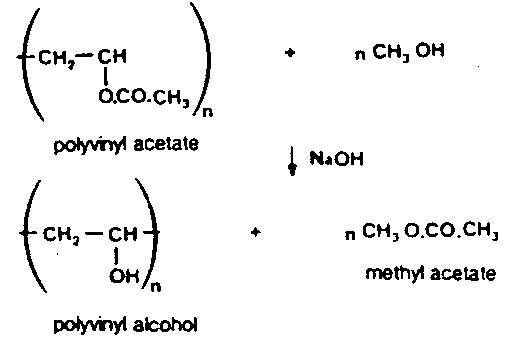 CH₂ — CH + n CH₃ OH
O.CO.CH₃ n
polyvinyl acetate
NaOH
CH₂ — CH + n CH₃ O.CO.CH₃
OH n
methyl acetate
polyvinyl alcohol